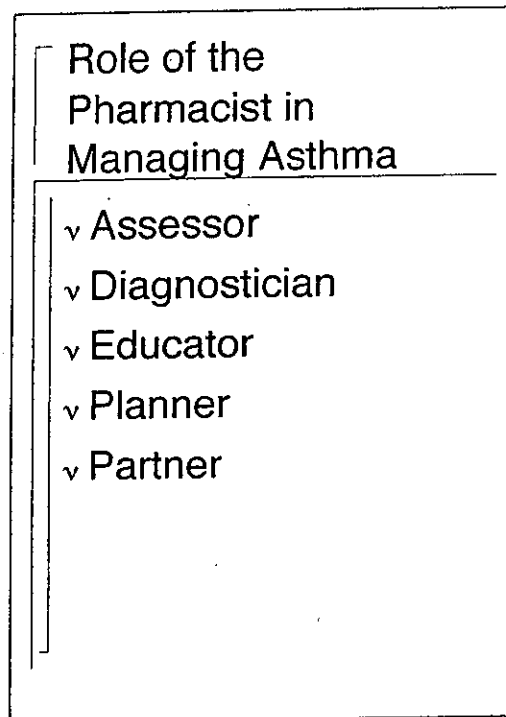 Role of the
Pharmacist in
Managing Asthma
ν Assessor
ν Diagnostician
ν Educator
ν Planner
ν Partner